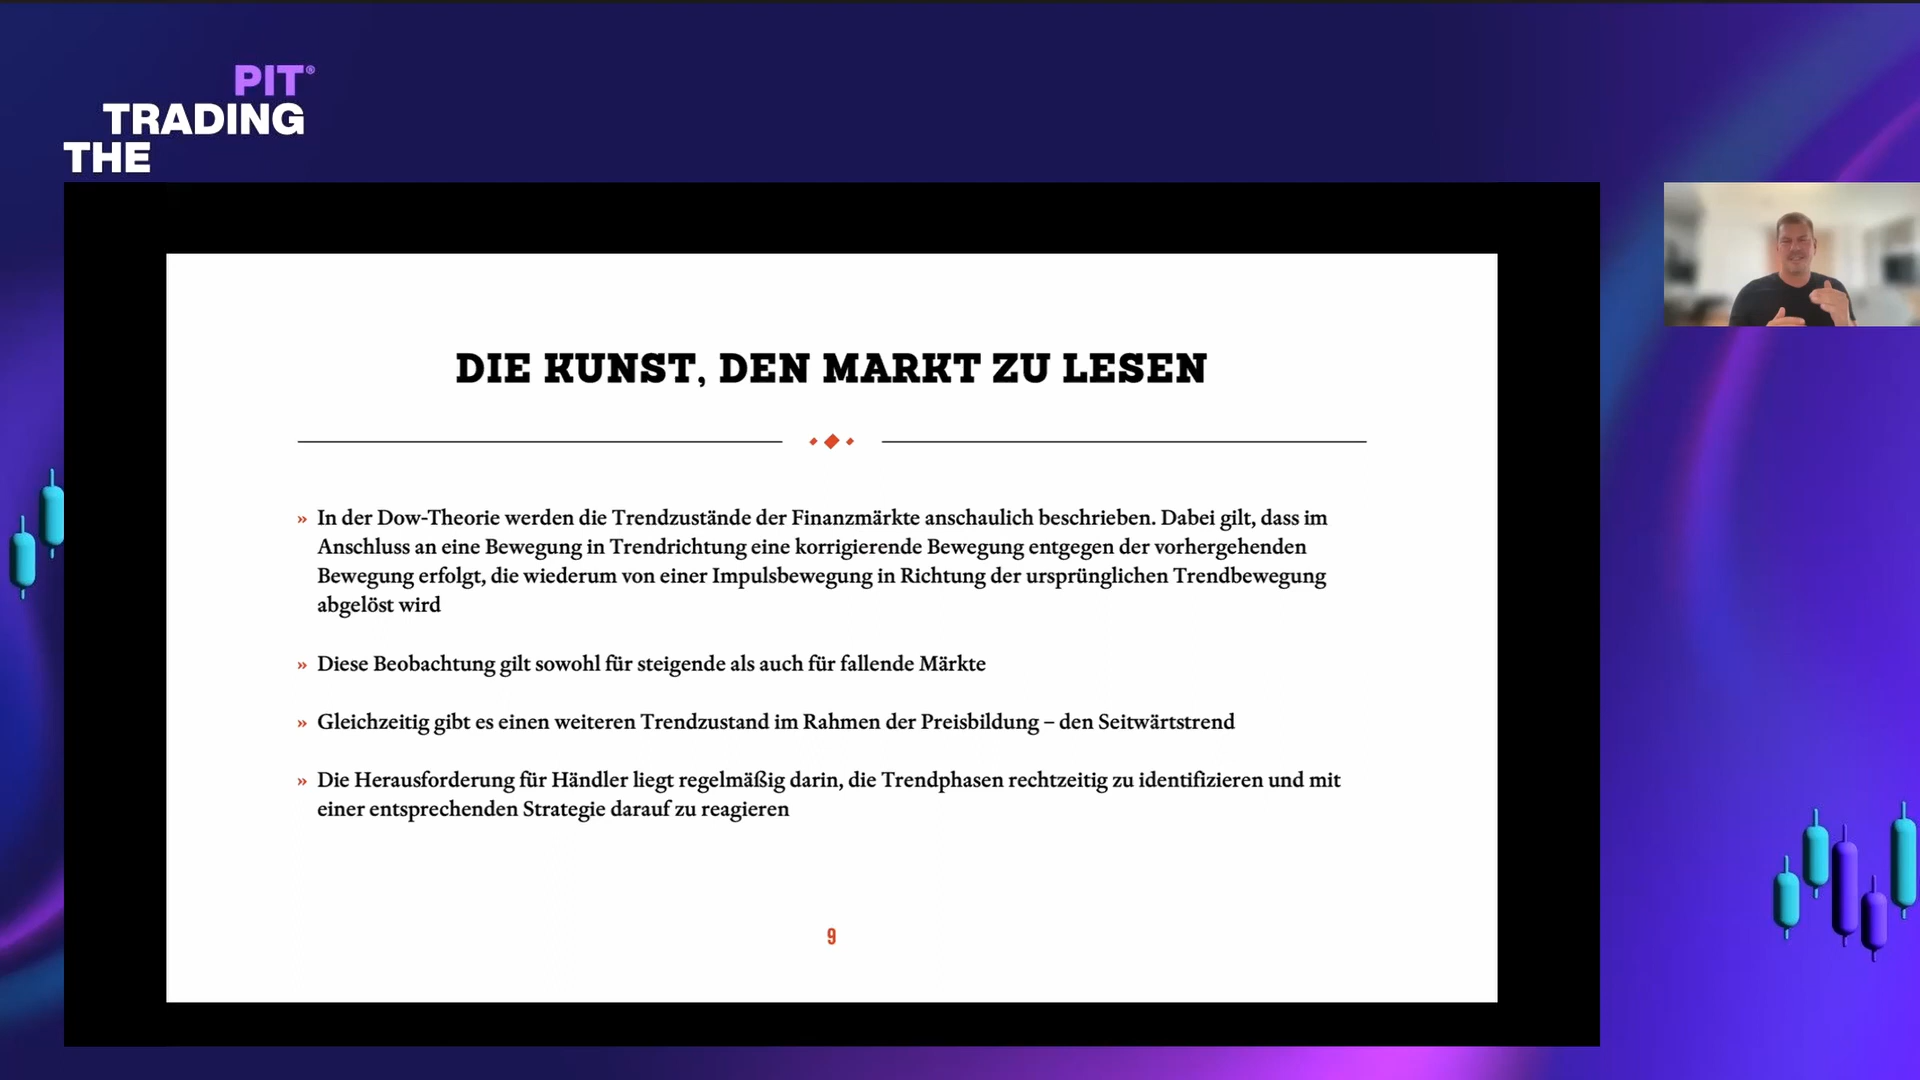 PIT®
TRADING
THE
DIE KUNST, DEN MARKT ZU LESEN
» In der Dow-Theorie werden die Trendzustände der Finanzmärkte anschaulich beschrieben. Dabei gilt, dass im
Anschluss an eine Bewegung in Trendrichtung eine korrigierende Bewegung entgegen der vorhergehenden
Bewegung erfolgt, die wiederum von einer Impulsbewegung in Richtung der ursprünglichen Trendbewegung
abgelöst wird
» Diese Beobachtung gilt sowohl für steigende als auch für fallende Märkte
» Gleichzeitig gibt es einen weiteren Trendzustand im Rahmen der Preisbildung – den Seitwärtstrend
» Die Herausforderung für Händler liegt regelmäßig darin, die Trendphasen rechtzeitig zu identifizieren und mit
einer entsprechenden Strategie darauf zu reagieren
9